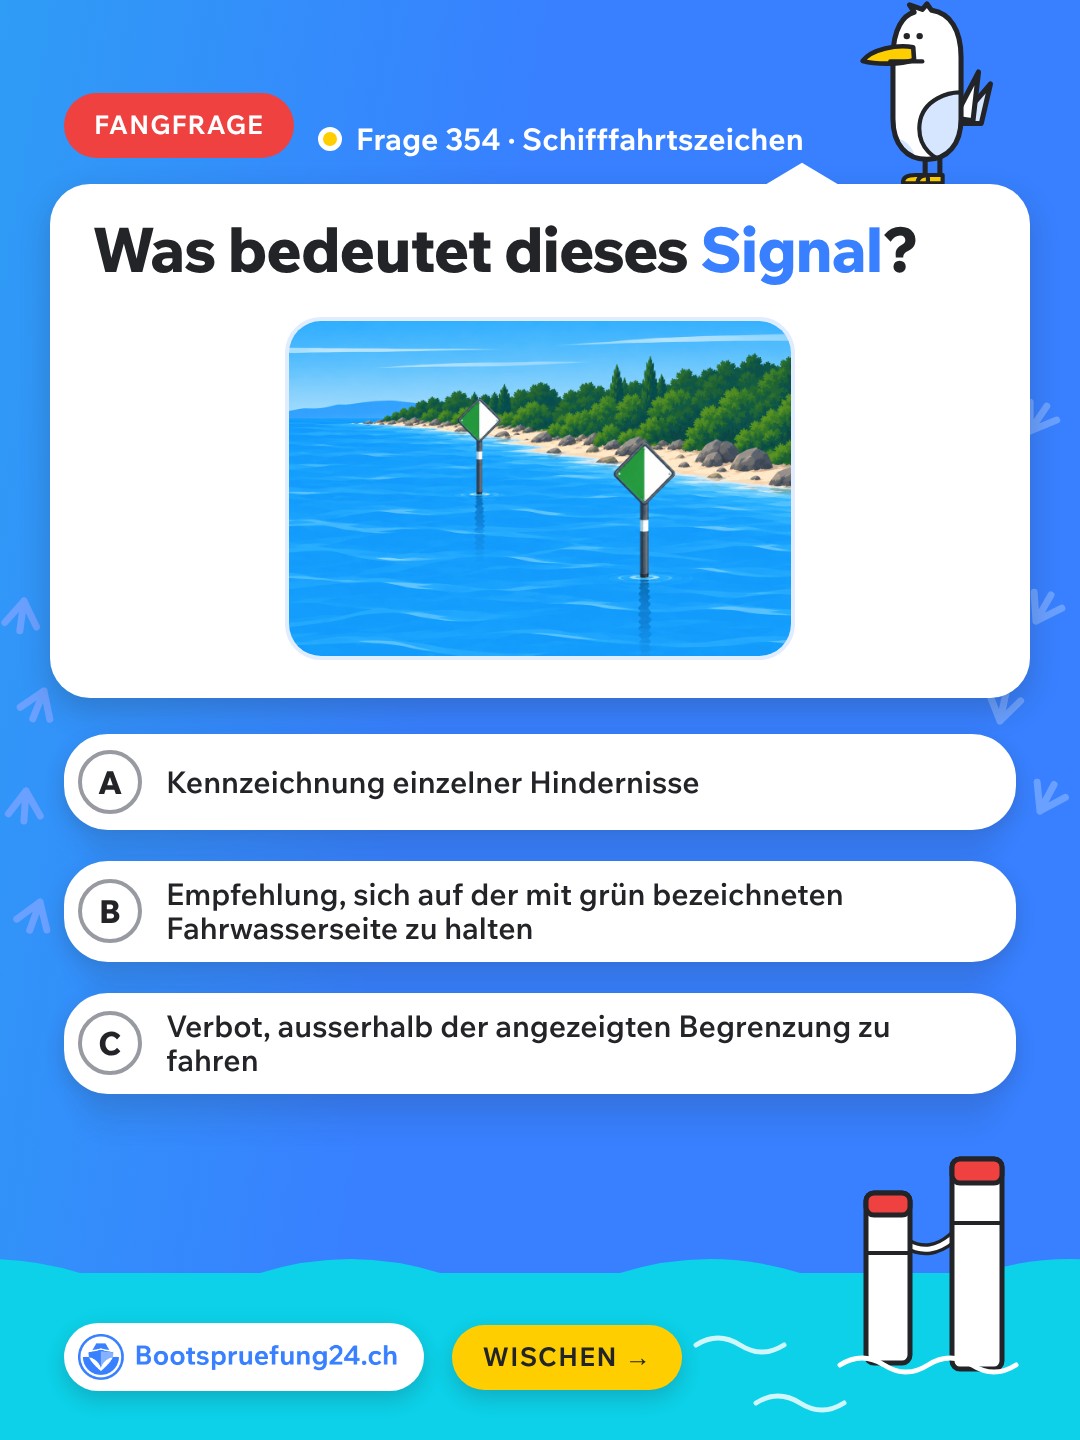 FANGFRAGE
Frage 354 · Schifffahrtszeichen
Was bedeutet dieses Signal?
A
Kennzeichnung einzelner Hindernisse
B
Empfehlung, sich auf der mit grün bezeichneten
Fahrwasserseite zu halten
C
Verbot, ausserhalb der angezeigten Begrenzung zu
fahren
Bootspruefung24.ch
WISCHEN →